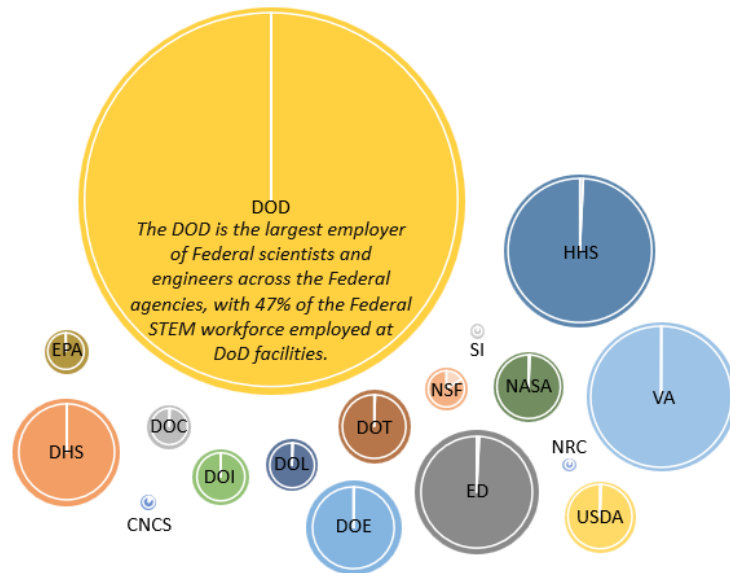 DOD
The DOD is the largest employer
of Federal scientists and
engineers across the Federal
agencies, with 47% of the Federal
STEM workforce employed at
DoD facilities.
HHS
EPA
SI
NSF
NASA
VA
DOC
DOT
DHS
DOI
DOL
NRC
ED
CNCS
DOE
USDA